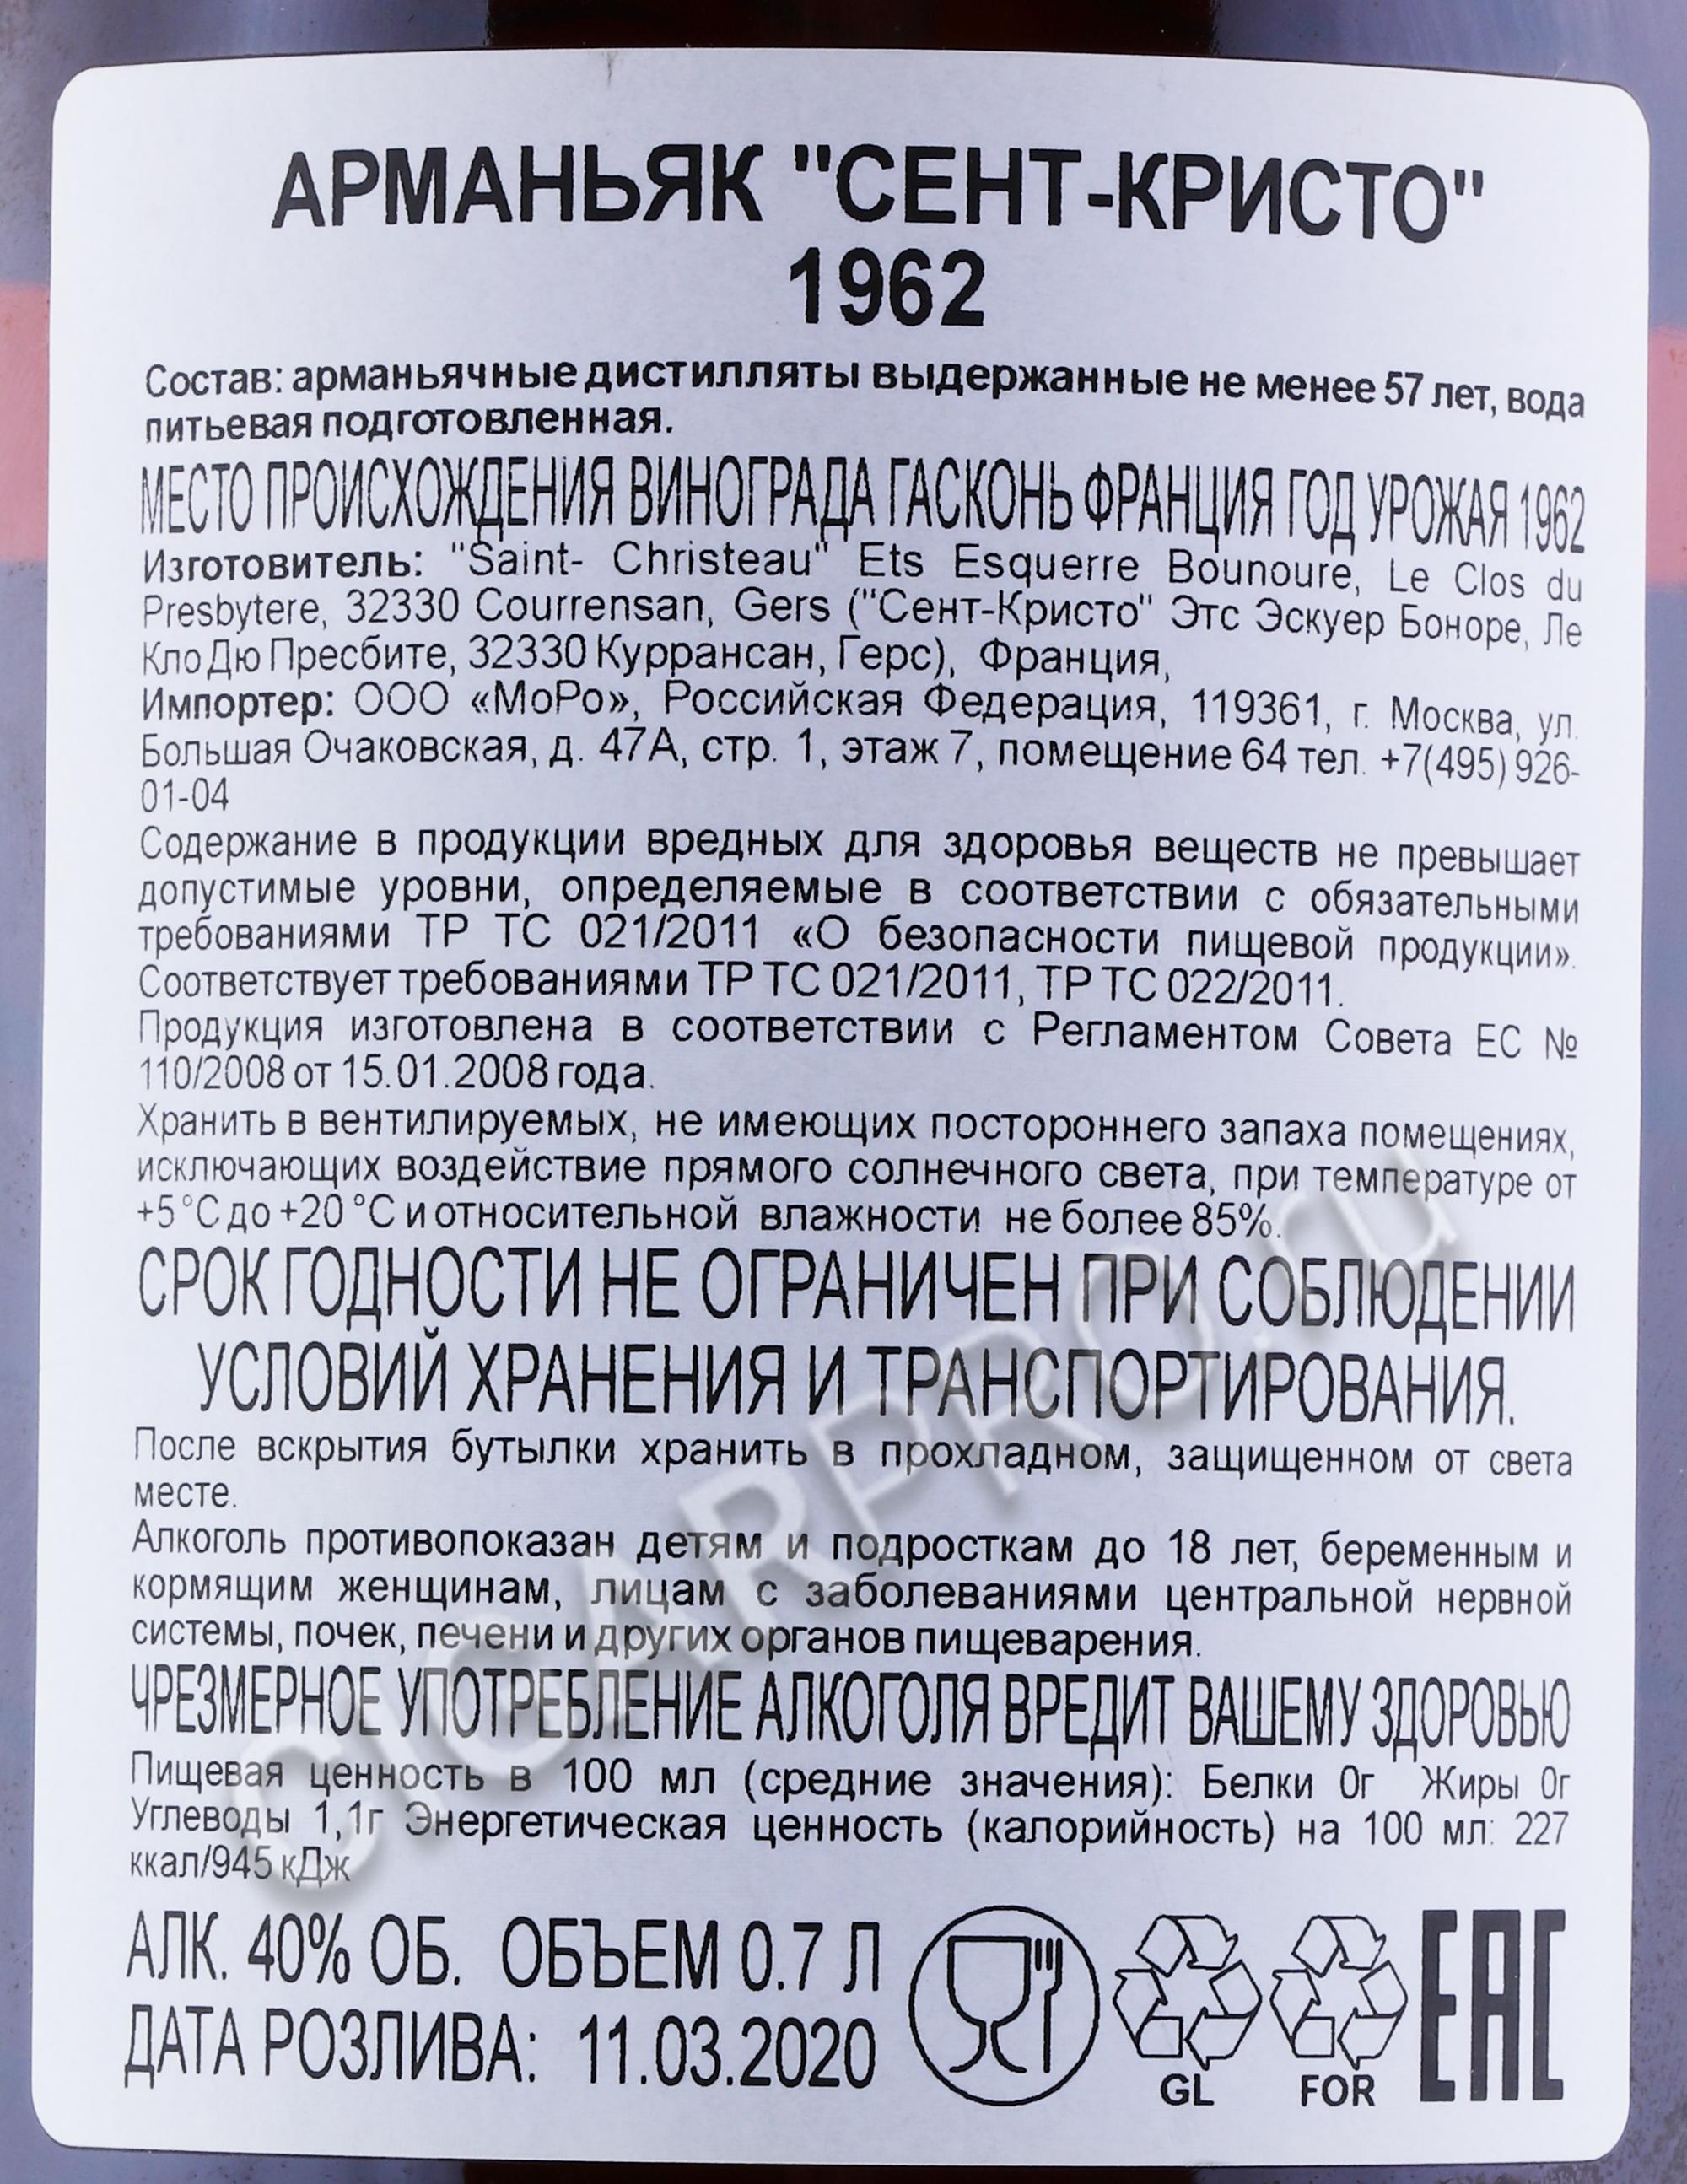 АРМАНЬЯК "СЕНТ-КРИСТО"
1962
Состав: арманьячные дистилляты выдержанные не менее 57 лет, вода
питьевая подготовленная.
МЕСТО ПРОИСХОЖДЕНИЯ ВИНОГРАДА ГАСКОНЬ ФРАНЦИЯ ГОД УРОЖАЯ 1962
Изготовитель: "Saint- Christeau" Ets Esquerre Bounoure, Le Clos du
Presbytere, 32330 Courrensan, Gers ("Сент-Кристо" Этс Эскуер Боноре, Ле
Кло Дю Пресбите, 32330 Куррансан, Герс), Франция,
Импортер: ООО «МоРо», Российская Федерация, 119361, г. Москва, ул.
Большая Очаковская, д. 47А, стр. 1, этаж 7, помещение 64 тел. +7(495) 926-
01-04
Содержание в продукции вредных для здоровья веществ не превышает
допустимые уровни, определяемые в соответствии с обязательными
требованиями ТР ТС 021/2011 «О безопасности пищевой продукции».
Соответствует требованиями ТР ТС 021/2011, ТР ТС 022/2011.
Продукция изготовлена в соответствии с Регламентом Совета ЕС №
110/2008 от 15.01.2008 года.
Хранить в вентилируемых, не имеющих постороннего запаха помещениях,
исключающих воздействие прямого солнечного света, при температуре от
+5 °С до +20 °С и относительной влажности не более 85%.
СРОК ГОДНОСТИ НЕ ОГРАНИЧЕН ПРИ СОБЛЮДЕНИИ
УСЛОВИЙ ХРАНЕНИЯ И ТРАНСПОРТИРОВАНИЯ.
После вскрытия бутылки хранить в прохладном, защищенном от света
месте.
Алкоголь противопоказан детям и подросткам до 18 лет, беременным и
кормящим женщинам, лицам с заболеваниями центральной нервной
системы, почек, печени и других органов пищеварения.
ЧРЕЗМЕРНОЕ УПОТРЕБЛЕНИЕ АЛКОГОЛЯ ВРЕДИТ ВАШЕМУ ЗДОРОВЬЮ
Пищевая ценность в 100 мл (средние значения): Белки 0г Жиры 0г
Углеводы 1,1г Энергетическая ценность (калорийность) на 100 мл: 227
ккал/945 кДж
АЛК. 40% ОБ. ОБЪЕМ 0.7 Л
ДАТА РОЗЛИВА: 11.03.2020
GL FOR EAC
CIGARPRO.ru